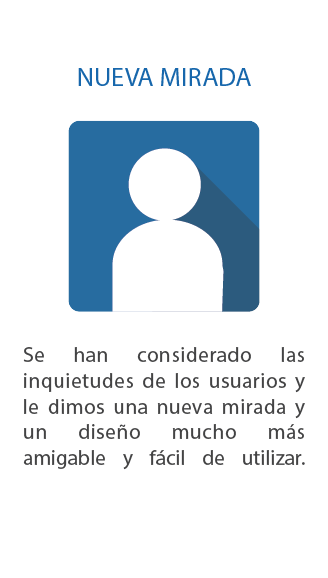 NUEVA MIRADA
Se han considerado las
inquietudes de los usuarios y
le dimos una nueva mirada y
un diseño mucho más
amigable y fácil de utilizar.